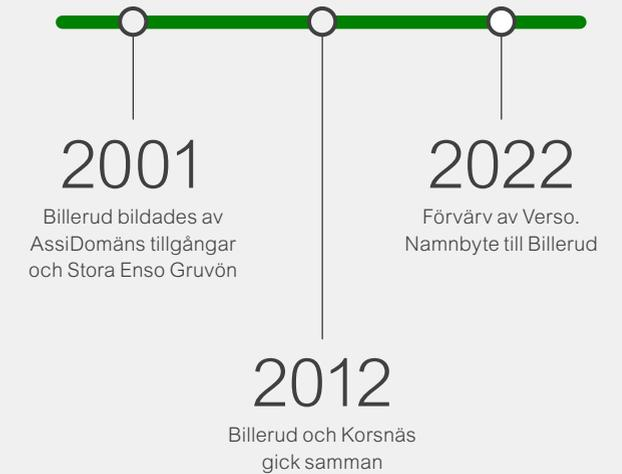 2001
Billerud bildades av
AssiDomäns tillgångar
och Stora Enso Gruvön
2012
Billerud och Korsnäs
gick samman
2022
Förvärv av Verso.
Namnbyte till Billerud